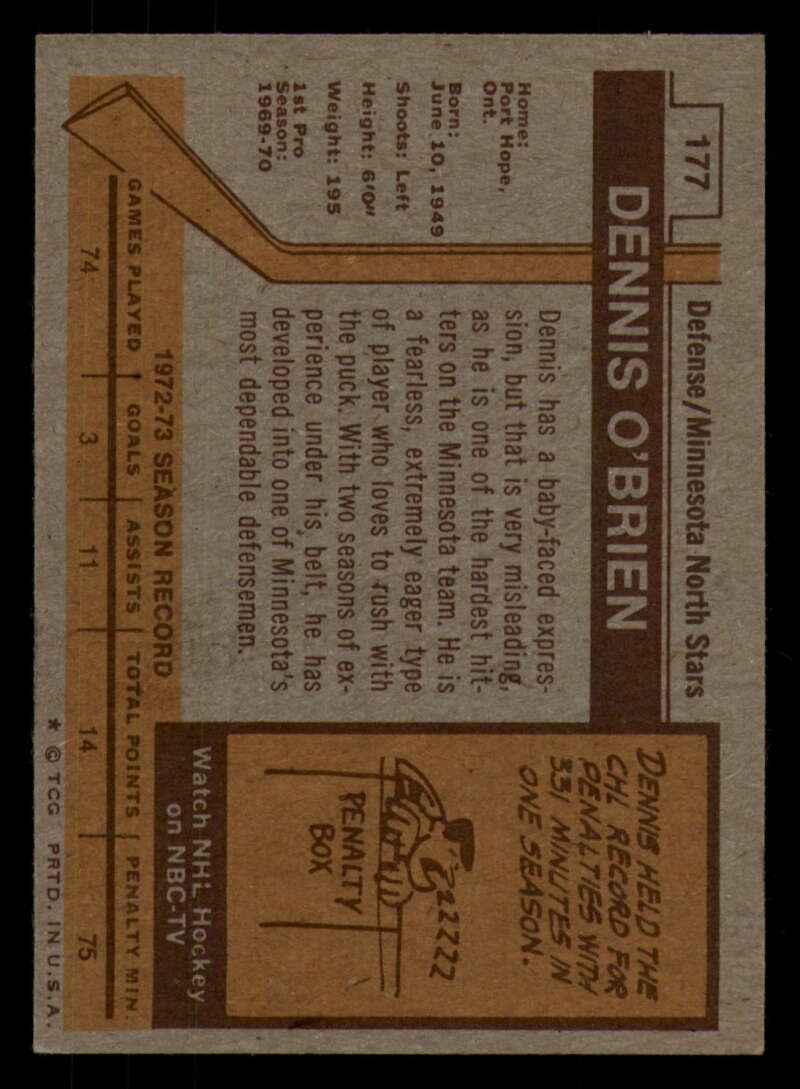 177
Defense/Minnesota North Stars
DENNIS O'BRIEN
Home:
Port Hope,
Ont.
Born:
June 10, 1949
Shoots: Left
Height: 6'0"
Weight: 195
1st Pro
Season:
1969-70
Dennis has a baby-faced expres-
sion, but that is very misleading,
as he is one of the hardest hit-
ters on the Minnesota team. He is
a fearless, extremely eager type
of player who loves to rush with
the puck. With two seasons of ex-
perience under his belt, he has
developed into one of Minnesota's
most dependable defensemen.
DENNIS HELD THE
CHL RECORD FOR
PENALTIES WITH
331 MINUTES IN
ONE SEASON.
ZZZZZZ
PENALTY
BOX
Watch NHL Hockey
on NBC-TV
1972-73 SEASON RECORD
GAMES PLAYED GOALS ASSISTS TOTAL POINTS PENALTY MIN.
74 3 11 14 75
* © TCG PRTD. IN U.S.A.